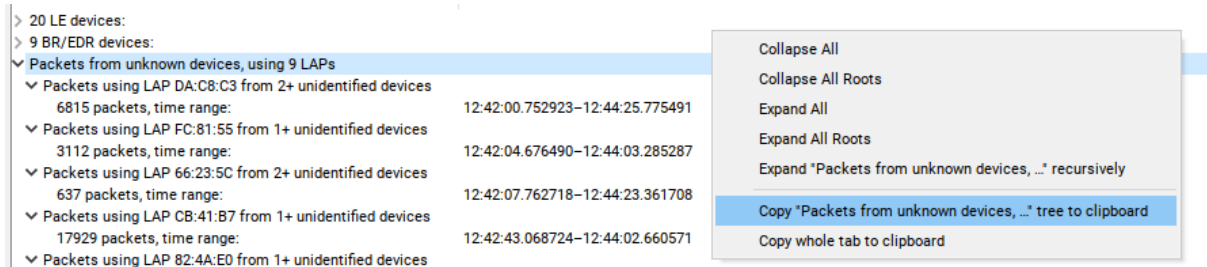 20 LE devices:
9 BR/EDR devices:
Packets from unknown devices, using 9 LAPs
Packets using LAP DA:C8:C3 from 2+ unidentified devices
6815 packets, time range: 12:42:00.752923–12:44:25.775491
Packets using LAP FC:81:55 from 1+ unidentified devices
3112 packets, time range: 12:42:04.676490–12:44:03.285287
Packets using LAP 66:23:5C from 2+ unidentified devices
637 packets, time range: 12:42:07.762718–12:44:23.361708
Packets using LAP CB:41:B7 from 1+ unidentified devices
17929 packets, time range: 12:42:43.068724–12:44:02.660571
Packets using LAP 82:4A:E0 from 1+ unidentified devices
Collapse All
Collapse All Roots
Expand All
Expand All Roots
Expand "Packets from unknown devices, ..." recursively
Copy "Packets from unknown devices, ..." tree to clipboard
Copy whole tab to clipboard